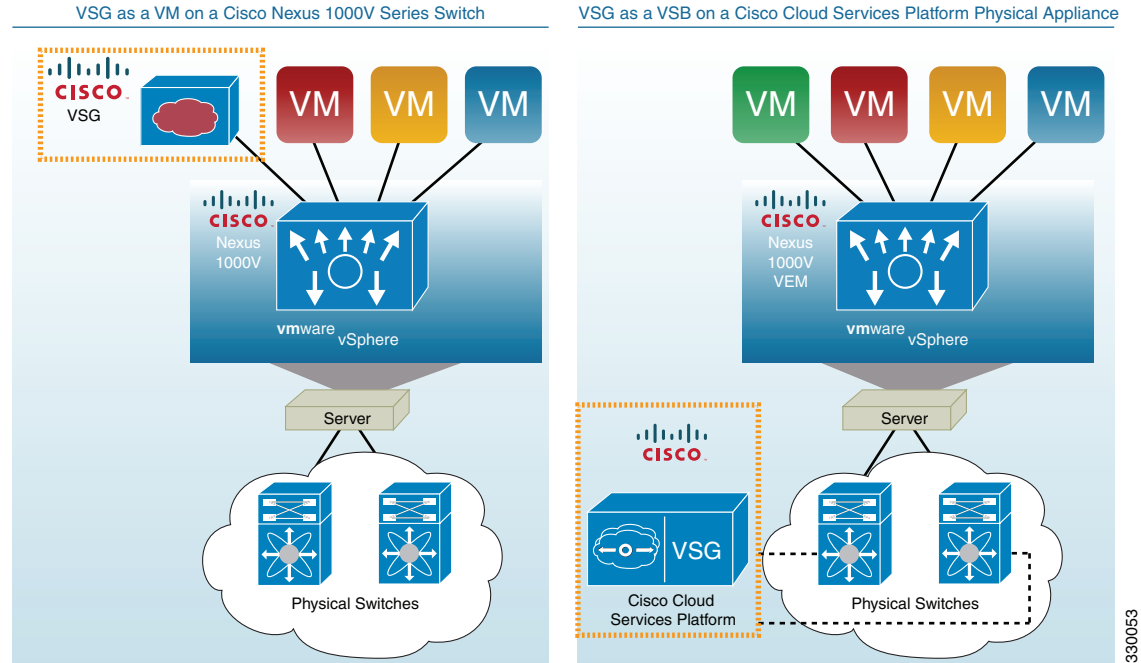 VSG as a VM on a Cisco Nexus 1000V Series Switch
CISCO
VSG
VM
VM
VM
CISCO
Nexus
1000V
vmware vSphere
Server
Physical Switches
VSG as a VSB on a Cisco Cloud Services Platform Physical Appliance
VM
VM
VM
VM
CISCO
Nexus
1000V
VEM
vmware vSphere
Server
CISCO
VSG
Cisco Cloud
Services Platform
Physical Switches
330053